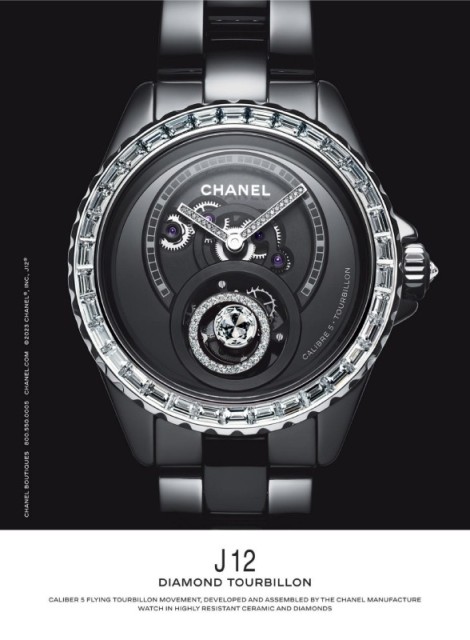 CHANEL
CALIBRE 5 · TOURBILLON
CHANEL BOUTIQUES 800.550.0005 CHANEL.COM ©2023 CHANEL®, INC, J12®
J12
DIAMOND TOURBILLON
CALIBER 5 FLYING TOURBILLON MOVEMENT, DEVELOPED AND ASSEMBLED BY THE CHANEL MANUFACTURE
WATCH IN HIGHLY RESISTANT CERAMIC AND DIAMONDS